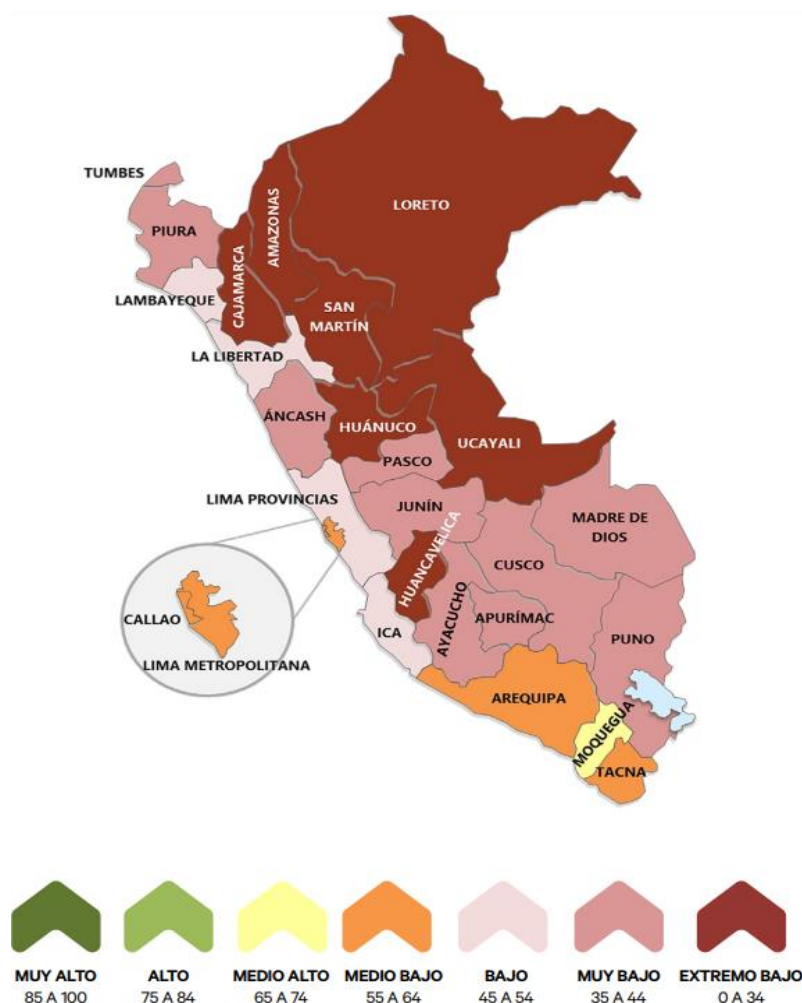 TUMBES
PIURA
LAMBAYEQUE
CAJAMARCA
AMAZONAS
LORETO
SAN
MARTÍN
LA LIBERTAD
ÁNCASH
HUÁNUCO
UCAYALI
PASCO
LIMA PROVINCIAS
JUNÍN
MADRE DE
DIOS
HUANCAVELICA
CUSCO
CALLAO
LIMA METROPOLITANA
ICA
AYACUCHO
APURÍMAC
PUNO
AREQUIPA
MOQUEGUA
TACNA
MUY ALTO
85 A 100
ALTO
75 A 84
MEDIO ALTO
65 A 74
MEDIO BAJO
55 A 64
BAJO
45 A 54
MUY BAJO
35 A 44
EXTREMO BAJO
0 A 34